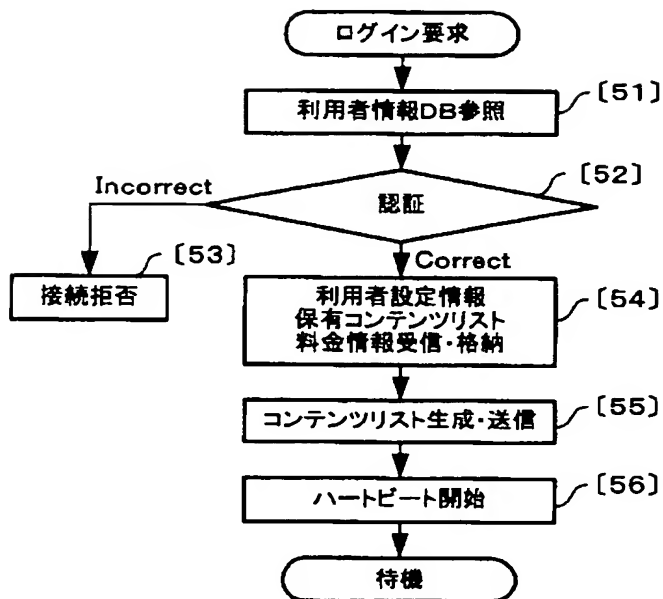 ログイン要求
利用者情報DB参照
〔51〕
認証
〔52〕
Incorrect
Correct
接続拒否
〔53〕
利用者設定情報
保有コンテンツリスト
料金情報受信・格納
〔54〕
コンテンツリスト生成・送信
〔55〕
ハートビート開始
〔56〕
待機